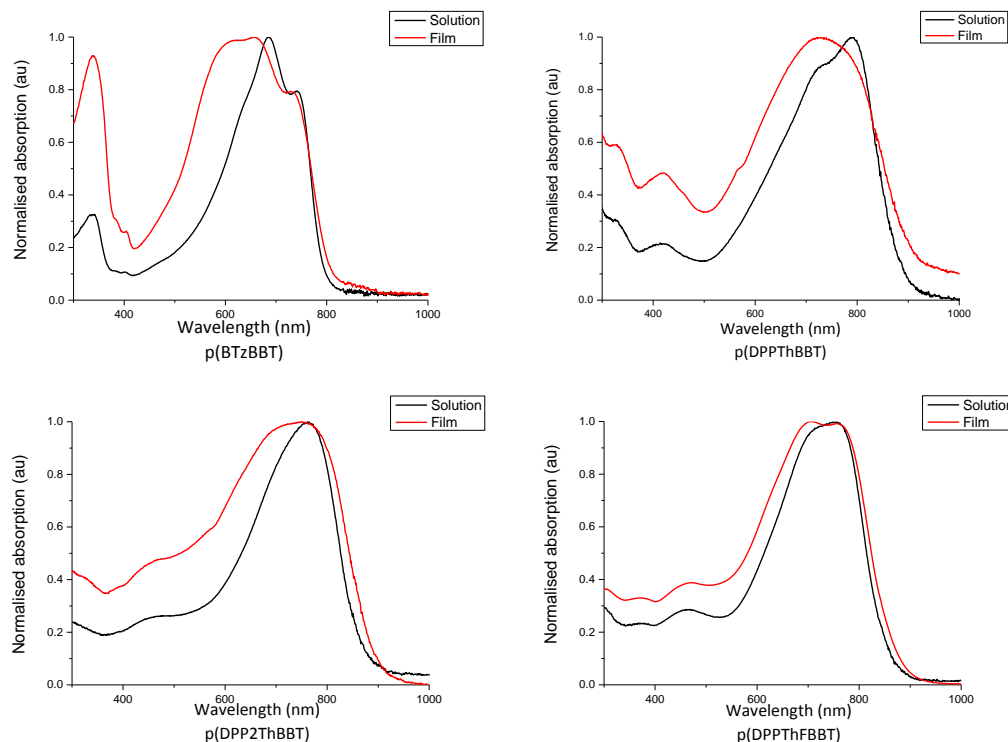 Solution
Film
Normalised absorption (au)
1.0
0.8
0.6
0.4
0.2
0.0
400 600 800 1000
Wavelength (nm)
p(BTzBBT)
Solution
Film
Normalised absorption (au)
1.0
0.8
0.6
0.4
0.2
0.0
400 600 800 1000
Wavelength (nm)
p(DPPThBBT)
Solution
Film
Normalised absorption (au)
1.0
0.8
0.6
0.4
0.2
0.0
400 600 800 1000
Wavelength (nm)
p(DPP2ThBBT)
Solution
Film
Normalised absorption (au)
1.0
0.8
0.6
0.4
0.2
0.0
400 600 800 1000
Wavelength (nm)
p(DPPThFBBT)